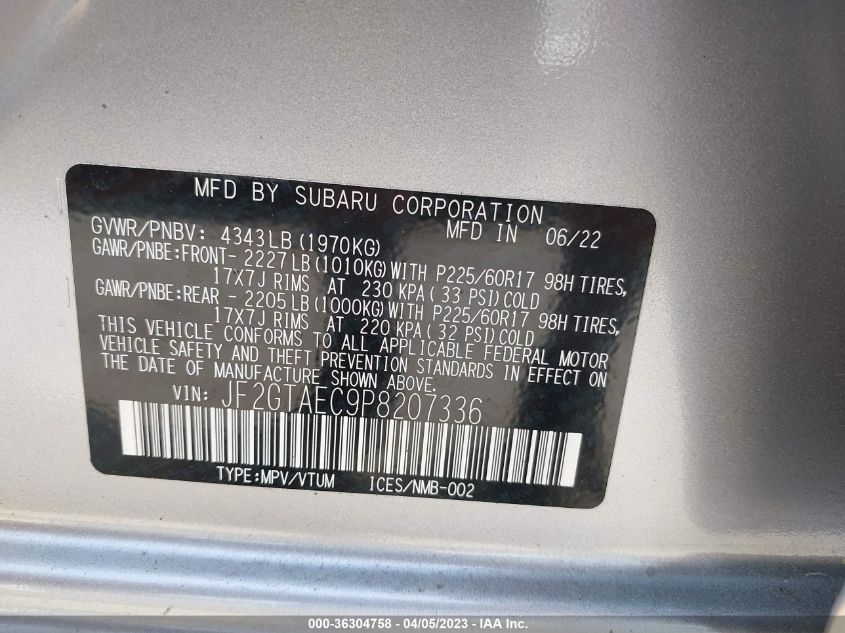 MFD BY SUBARU CORPORATION
GVWR/PNBV: 4343LB(1970KG) MFD IN 06/22
GAWR/PNBE:FRONT- 2227LB(1010KG)WITH P225/60R17 98H TIRES,
17X7J RIMS AT 230 KPA( 33 PSI)COLD
GAWR/PNBE:REAR - 2205LB(1000KG)WITH P225/60R17 98H TIRES,
17X7J RIMS AT 220 KPA( 32 PSI)COLD
THIS VEHICLE CONFORMS TO ALL APPLICABLE FEDERAL MOTOR
VEHICLE SAFETY AND THEFT PREVENTION STANDARDS IN EFFECT ON
THE DATE OF MANUFACTURE SHOWN ABOVE.
VIN: JF2GTAEC9P8207336
TYPE:MPV/VTUM ICES/NMB-002
000-36304758 - 04/05/2023 - IAA Inc.